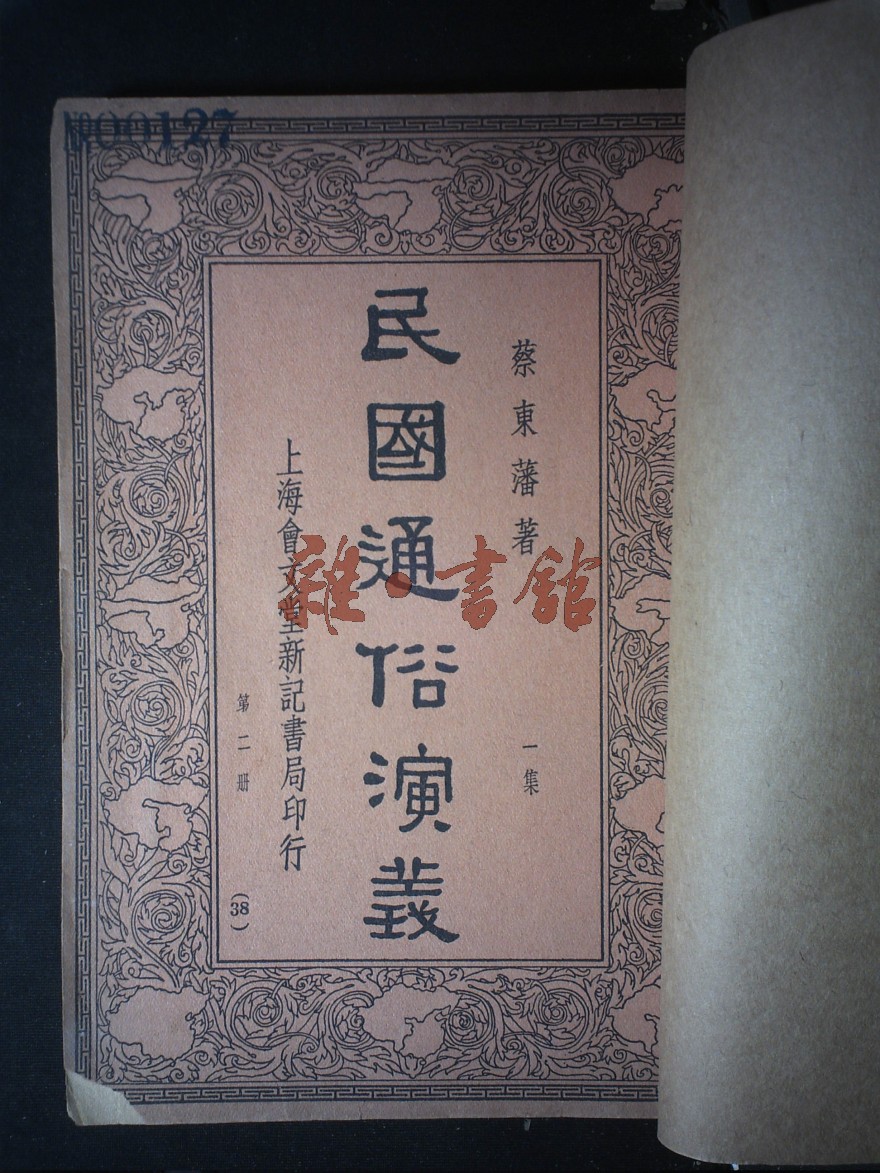 №00127
蔡東藩著
一集
民國通俗演義
上海會文堂新記書局印行
第二册
(38)
雜·書館